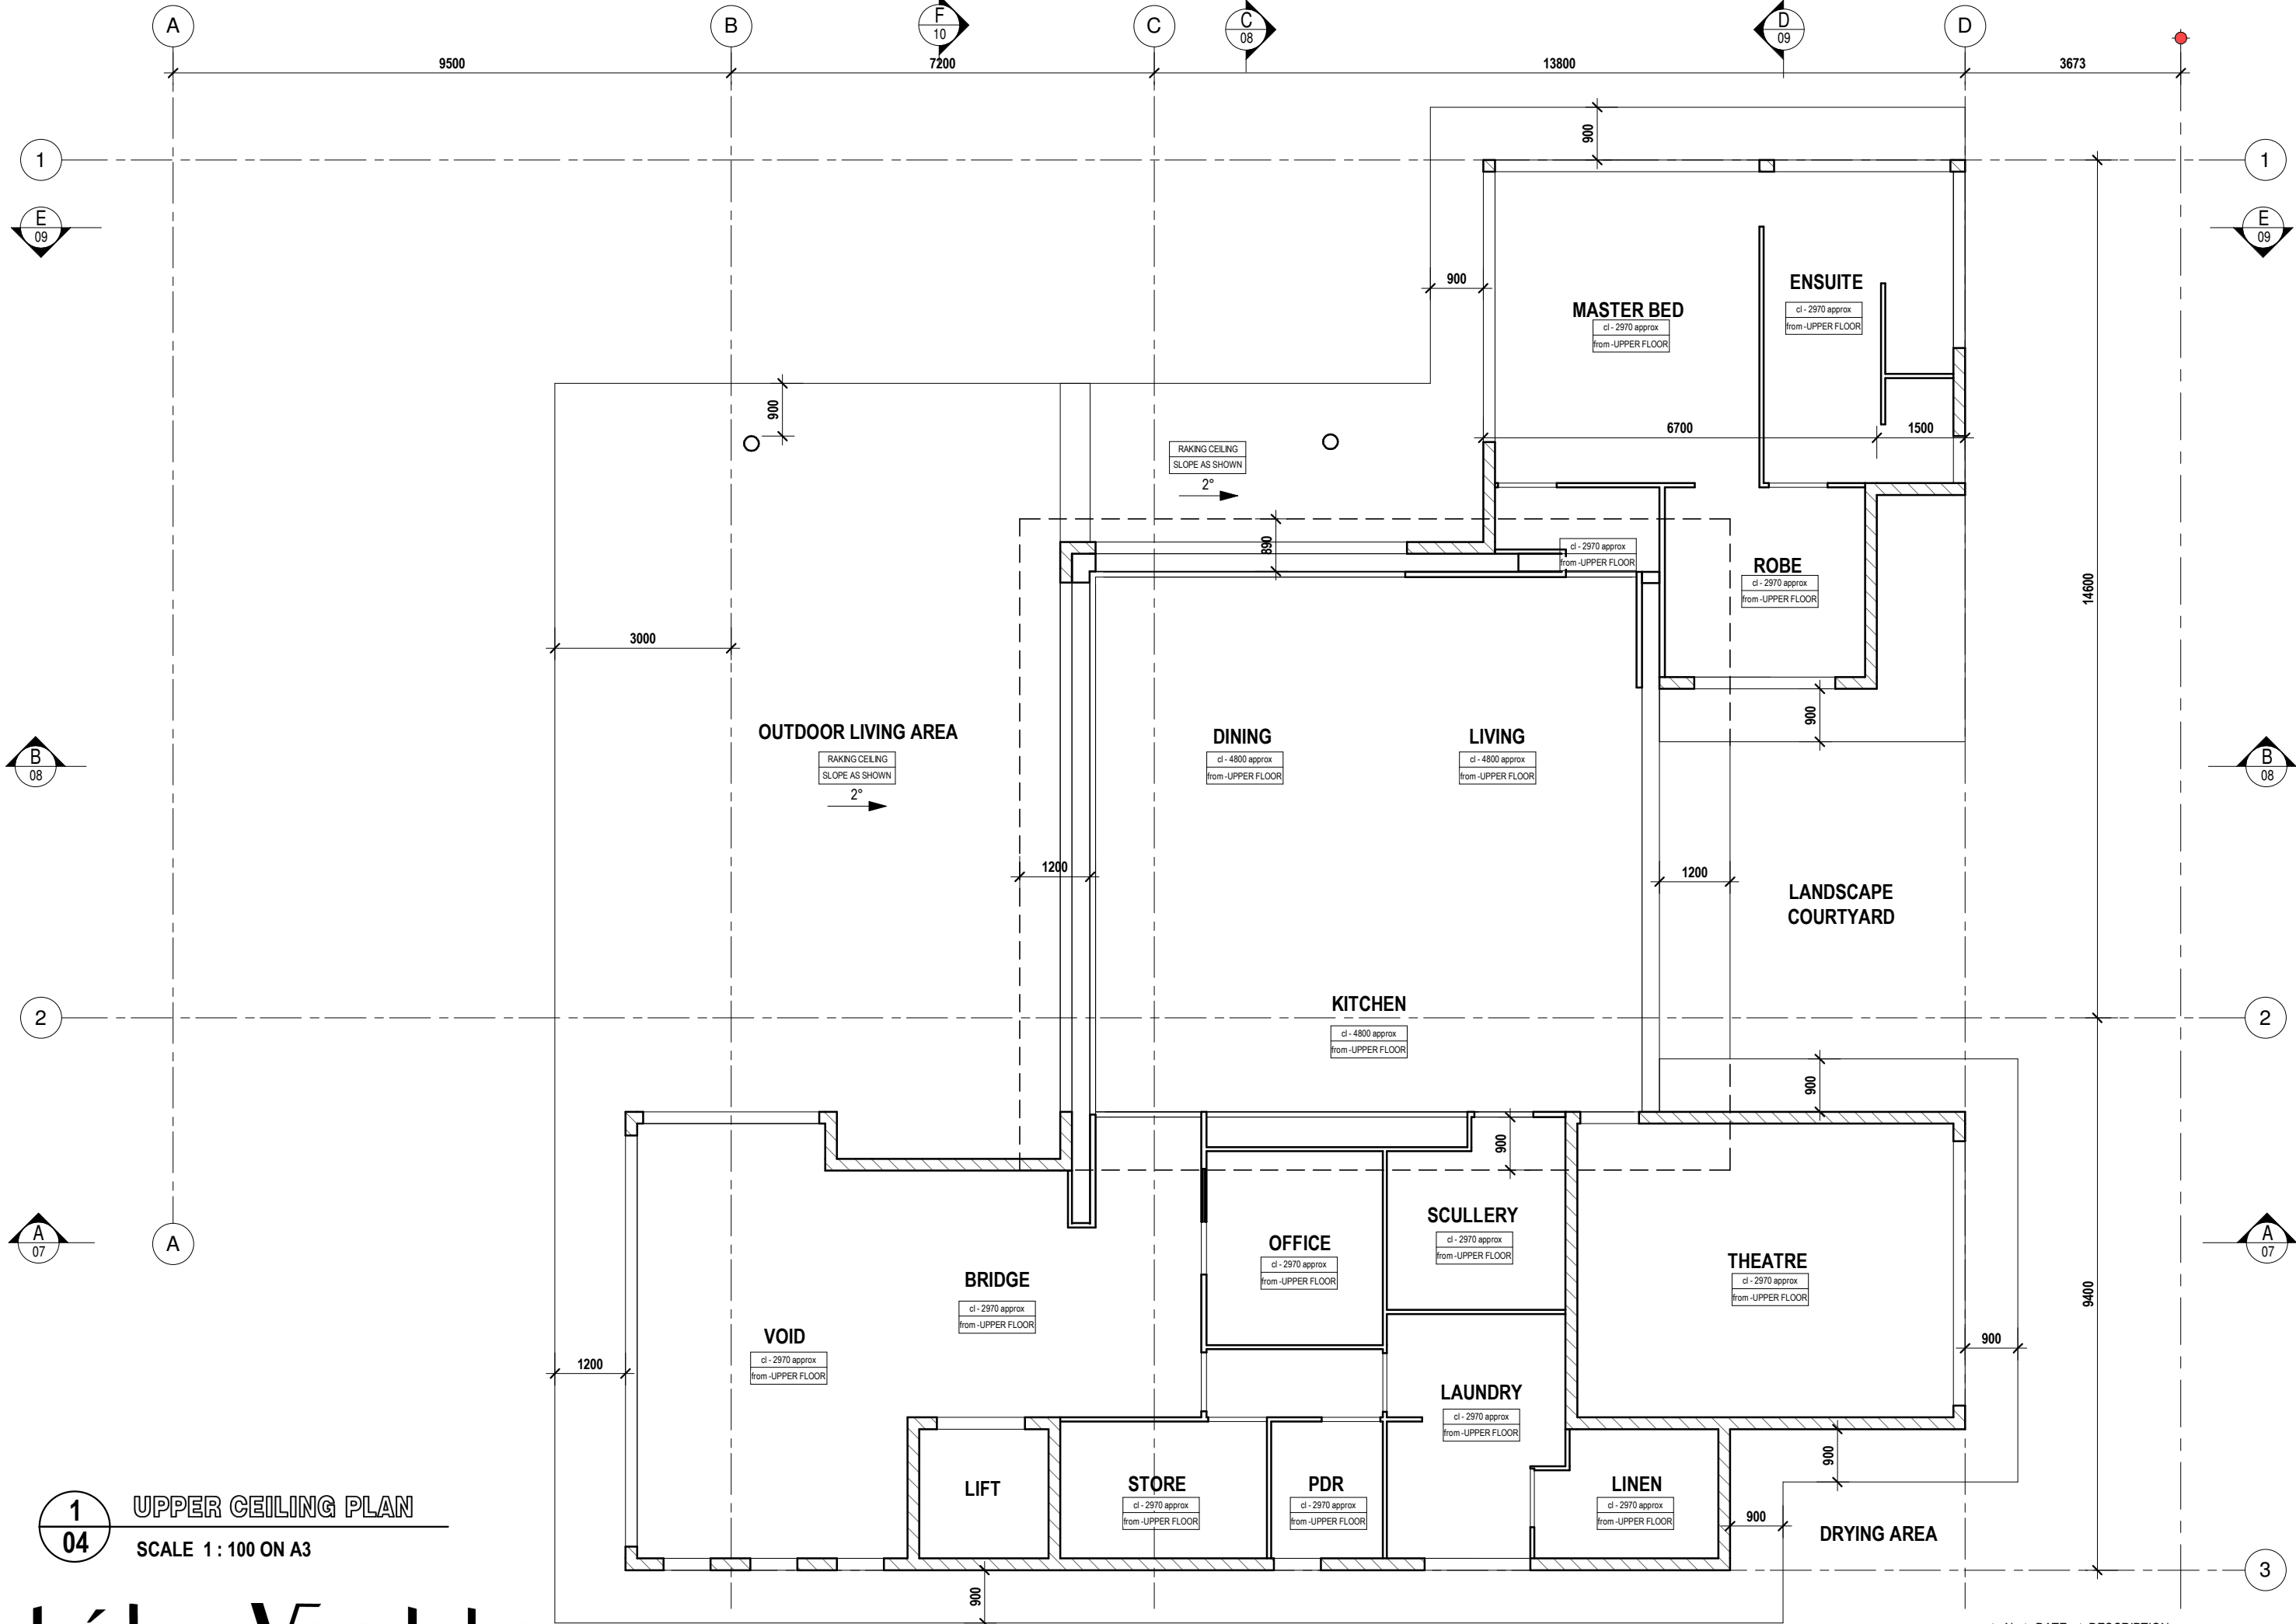 A
B
F
10
C
C
08
D
09
D
9500
7200
13800
3673
1
900
1
E
09
E
09
900
MASTER BED
cl - 2970 approx
from -UPPER FLOOR
ENSUITE
cl - 2970 approx
from -UPPER FLOOR
900
6700
1500
RAKING CEILING
SLOPE AS SHOWN
2°
890
cl - 2970 approx
from -UPPER FLOOR
ROBE
cl - 2970 approx
from -UPPER FLOOR
14600
3000
900
OUTDOOR LIVING AREA
RAKING CEILING
SLOPE AS SHOWN
2°
DINING
cl - 4800 approx
from -UPPER FLOOR
LIVING
cl - 4800 approx
from -UPPER FLOOR
B
08
B
08
1200
1200
LANDSCAPE
COURTYARD
2
KITCHEN
cl - 4800 approx
from -UPPER FLOOR
2
900
900
A
07
A
OFFICE
cl - 2970 approx
from -UPPER FLOOR
SCULLERY
cl - 2970 approx
from -UPPER FLOOR
THEATRE
cl - 2970 approx
from -UPPER FLOOR
A
07
9400
BRIDGE
cl - 2970 approx
from -UPPER FLOOR
VOID
cl - 2970 approx
from -UPPER FLOOR
1200
900
LAUNDRY
cl - 2970 approx
from -UPPER FLOOR
900
LIFT
STORE
cl - 2970 approx
from -UPPER FLOOR
PDR
cl - 2970 approx
from -UPPER FLOOR
LINEN
cl - 2970 approx
from -UPPER FLOOR
900
DRYING AREA
1
04
UPPER CEILING PLAN
SCALE 1 : 100 ON A3
900
3
DATE DESCRIPTION